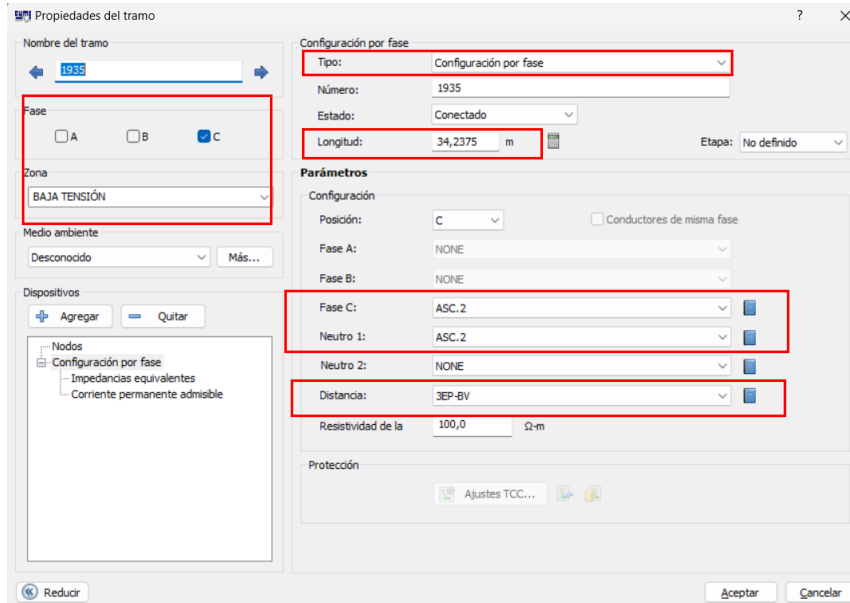 Propiedades del tramo
Nombre del tramo
1935
Fase
A B C
Zona
BAJA TENSIÓN
Medio ambiente
Desconocido Más...
Dispositivos
Agregar Quitar
Nodos
Configuración por fase
Impedancias equivalentes
Corriente permanente admisible
Configuración por fase
Tipo: Configuración por fase
Número: 1935
Estado: Conectado
Longitud: 34,2375 m Etapa: No definido
Parámetros
Configuración
Posición: C Conductores de misma fase
Fase A: NONE
Fase B: NONE
Fase C: ASC.2
Neutro 1: ASC.2
Neutro 2: NONE
Distancia: 3EP-BV
Resistividad de la 100,0 Ω-m
Protección
Ajustes TCC...
Reducir Aceptar Cancelar